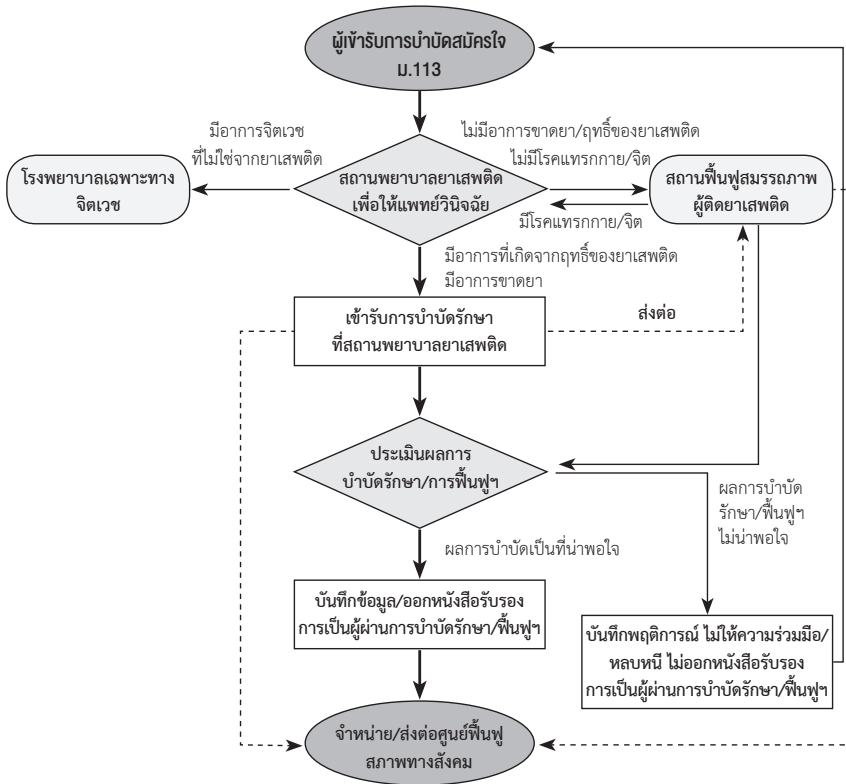 ผู้เข้ารับการบำบัดสมัครใจ
ม.113
มีอาการจิตเวช
ที่ไม่ใช่จากยาเสพติด
ไม่มีอาการขาดยา/ฤทธิ์ของยาเสพติด
ไม่มีโรคแทรกกาย/จิต
โรงพยาบาลเฉพาะทาง
จิตเวช
สถานพยาบาลยาเสพติด
เพื่อให้แพทย์วินิจฉัย
สถานฟื้นฟูสมรรถภาพ
ผู้ติดยาเสพติด
มีโรคแทรกกาย/จิต
มีอาการที่เกิดจากฤทธิ์ของยาเสพติด
มีอาการขาดยา
เข้ารับการบำบัดรักษา
ที่สถานพยาบาลยาเสพติด
ส่งต่อ
ประเมินผลการ
บำบัดรักษา/การฟื้นฟูฯ
ผลการบำบัด
รักษา/ฟื้นฟูฯ
ไม่น่าพอใจ
ผลการบำบัดเป็นที่น่าพอใจ
บันทึกข้อมูล/ออกหนังสือรับรอง
การเป็นผู้ผ่านการบำบัดรักษา/ฟื้นฟูฯ
บันทึกพฤติการณ์ ไม่ให้ความร่วมมือ/
หลบหนี ไม่ออกหนังสือรับรอง
การเป็นผู้ผ่านการบำบัดรักษา/ฟื้นฟูฯ
จำหน่าย/ส่งต่อศูนย์ฟื้นฟู
สภาพทางสังคม